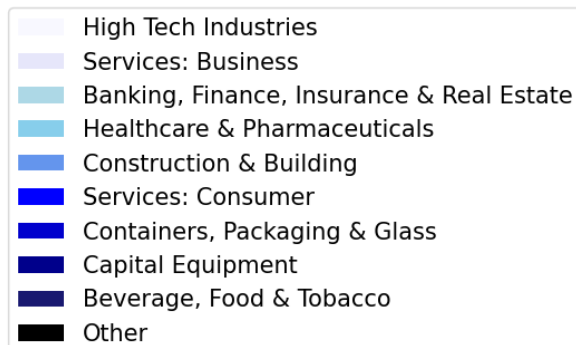 High Tech Industries
Services: Business
Banking, Finance, Insurance & Real Estate
Healthcare & Pharmaceuticals
Construction & Building
Services: Consumer
Containers, Packaging & Glass
Capital Equipment
Beverage, Food & Tobacco
Other